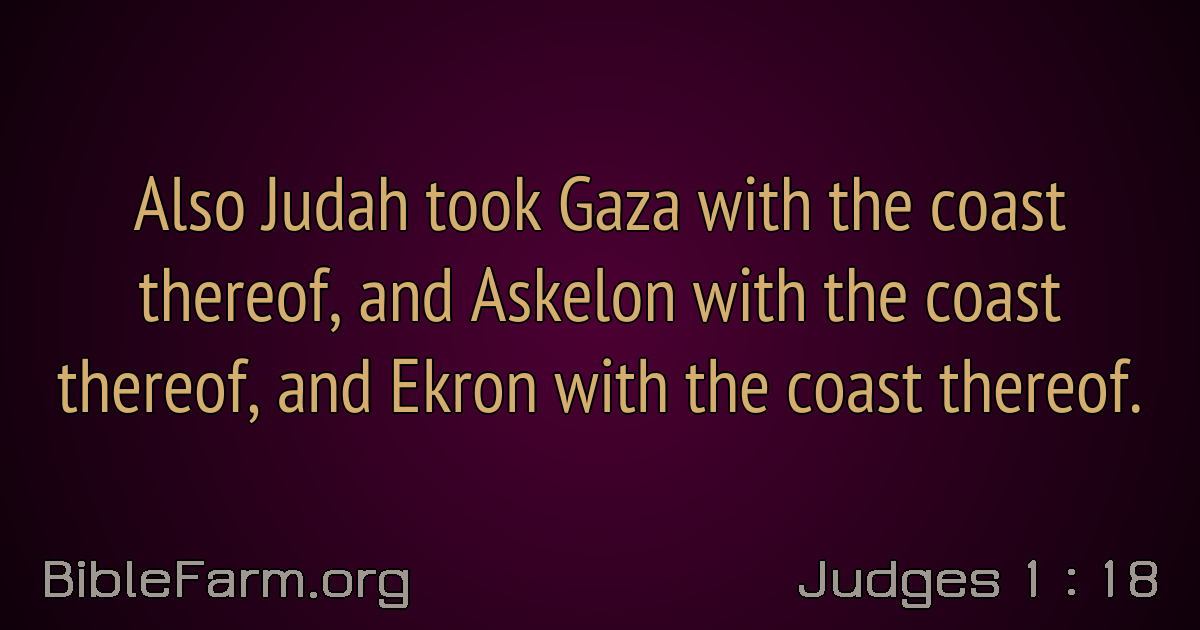 Also Judah took Gaza with the coast
thereof, and Askelon with the coast
thereof, and Ekron with the coast thereof.
BibleFarm.org
Judges 1 : 18